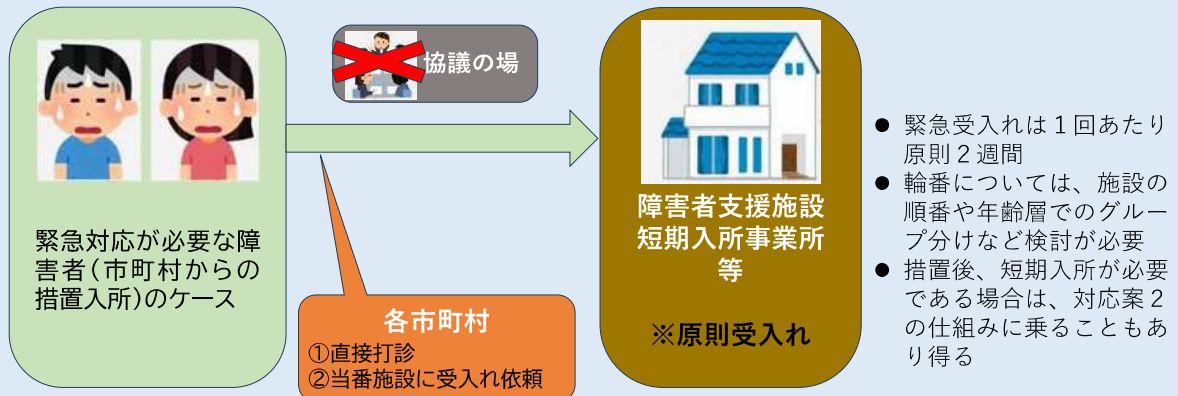 協議の場
緊急対応が必要な障
害者(市町村からの
措置入所)のケース
各市町村
①直接打診
②当番施設に受入れ依頼
障害者支援施設
短期入所事業所
等
※原則受入れ
● 緊急受入れは１回あたり
原則２週間
● 輪番については、施設の
順番や年齢層でのグルー
プ分けなど検討が必要
● 措置後、短期入所が必要
である場合は、対応案２
の仕組みに乗ることもあ
り得る